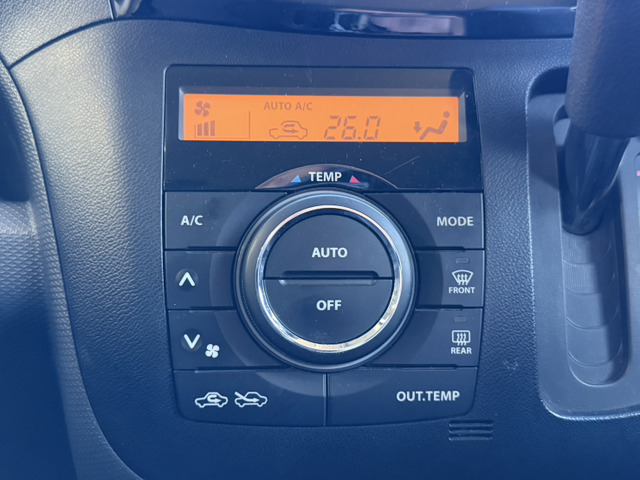 AUTO A/C
26.0
TEMP
A/C
MODE
AUTO
OFF
FRONT
REAR
OUT.TEMP